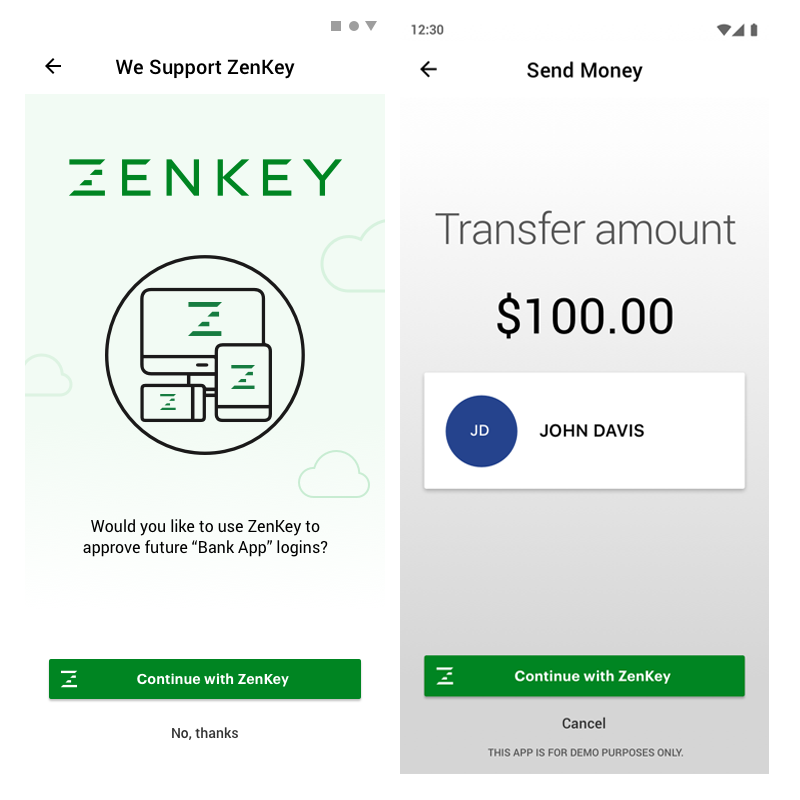 We Support ZenKey
ZENKEY
Would you like to use ZenKey to
approve future “Bank App” logins?
Continue with ZenKey
No, thanks
12:30
Send Money
Transfer amount
$100.00
JD
JOHN DAVIS
Continue with ZenKey
Cancel
THIS APP IS FOR DEMO PURPOSES ONLY.